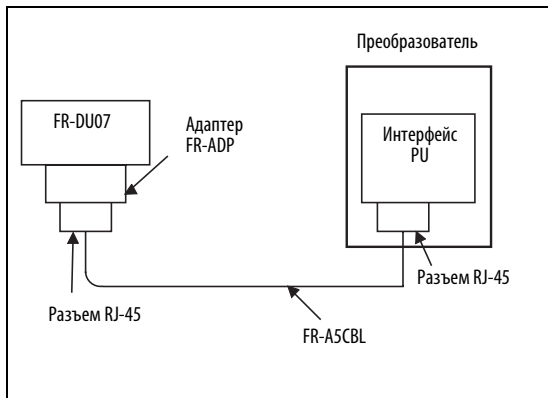 Преобразователь
FR-DU07
Адаптер
FR-ADP
Интерфейс
PU
Разъем RJ-45
Разъем RJ-45
FR-A5CBL